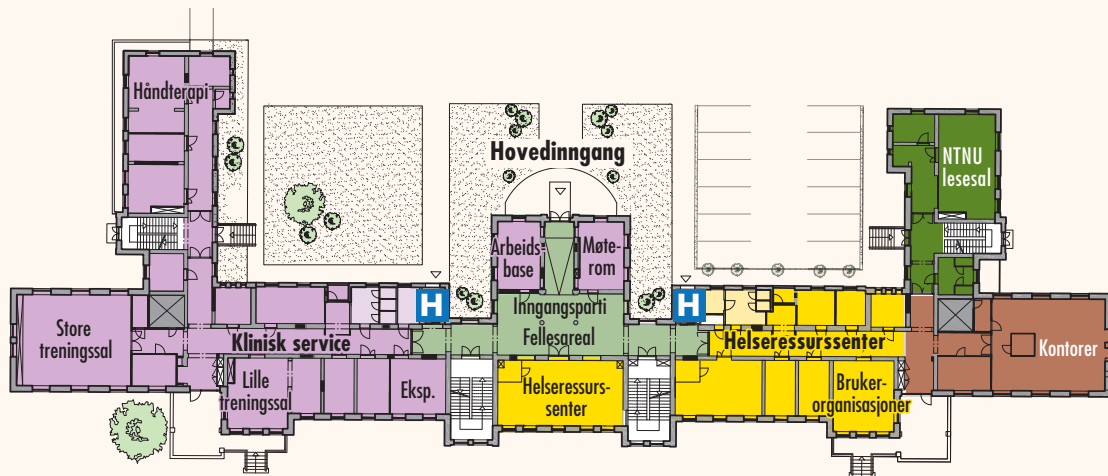 Håndterapi
Hovedinngang
NTNU
lesesal
Arbeids-
base
Møte-
rom
H
H
Inngangsparti
Fellesareal
Store
treningssal
Klinisk service
Helseressurssenter
Kontorer
Lille
treningssal
Eksp.
Helseressurs-
senter
Bruker-
organisasjoner